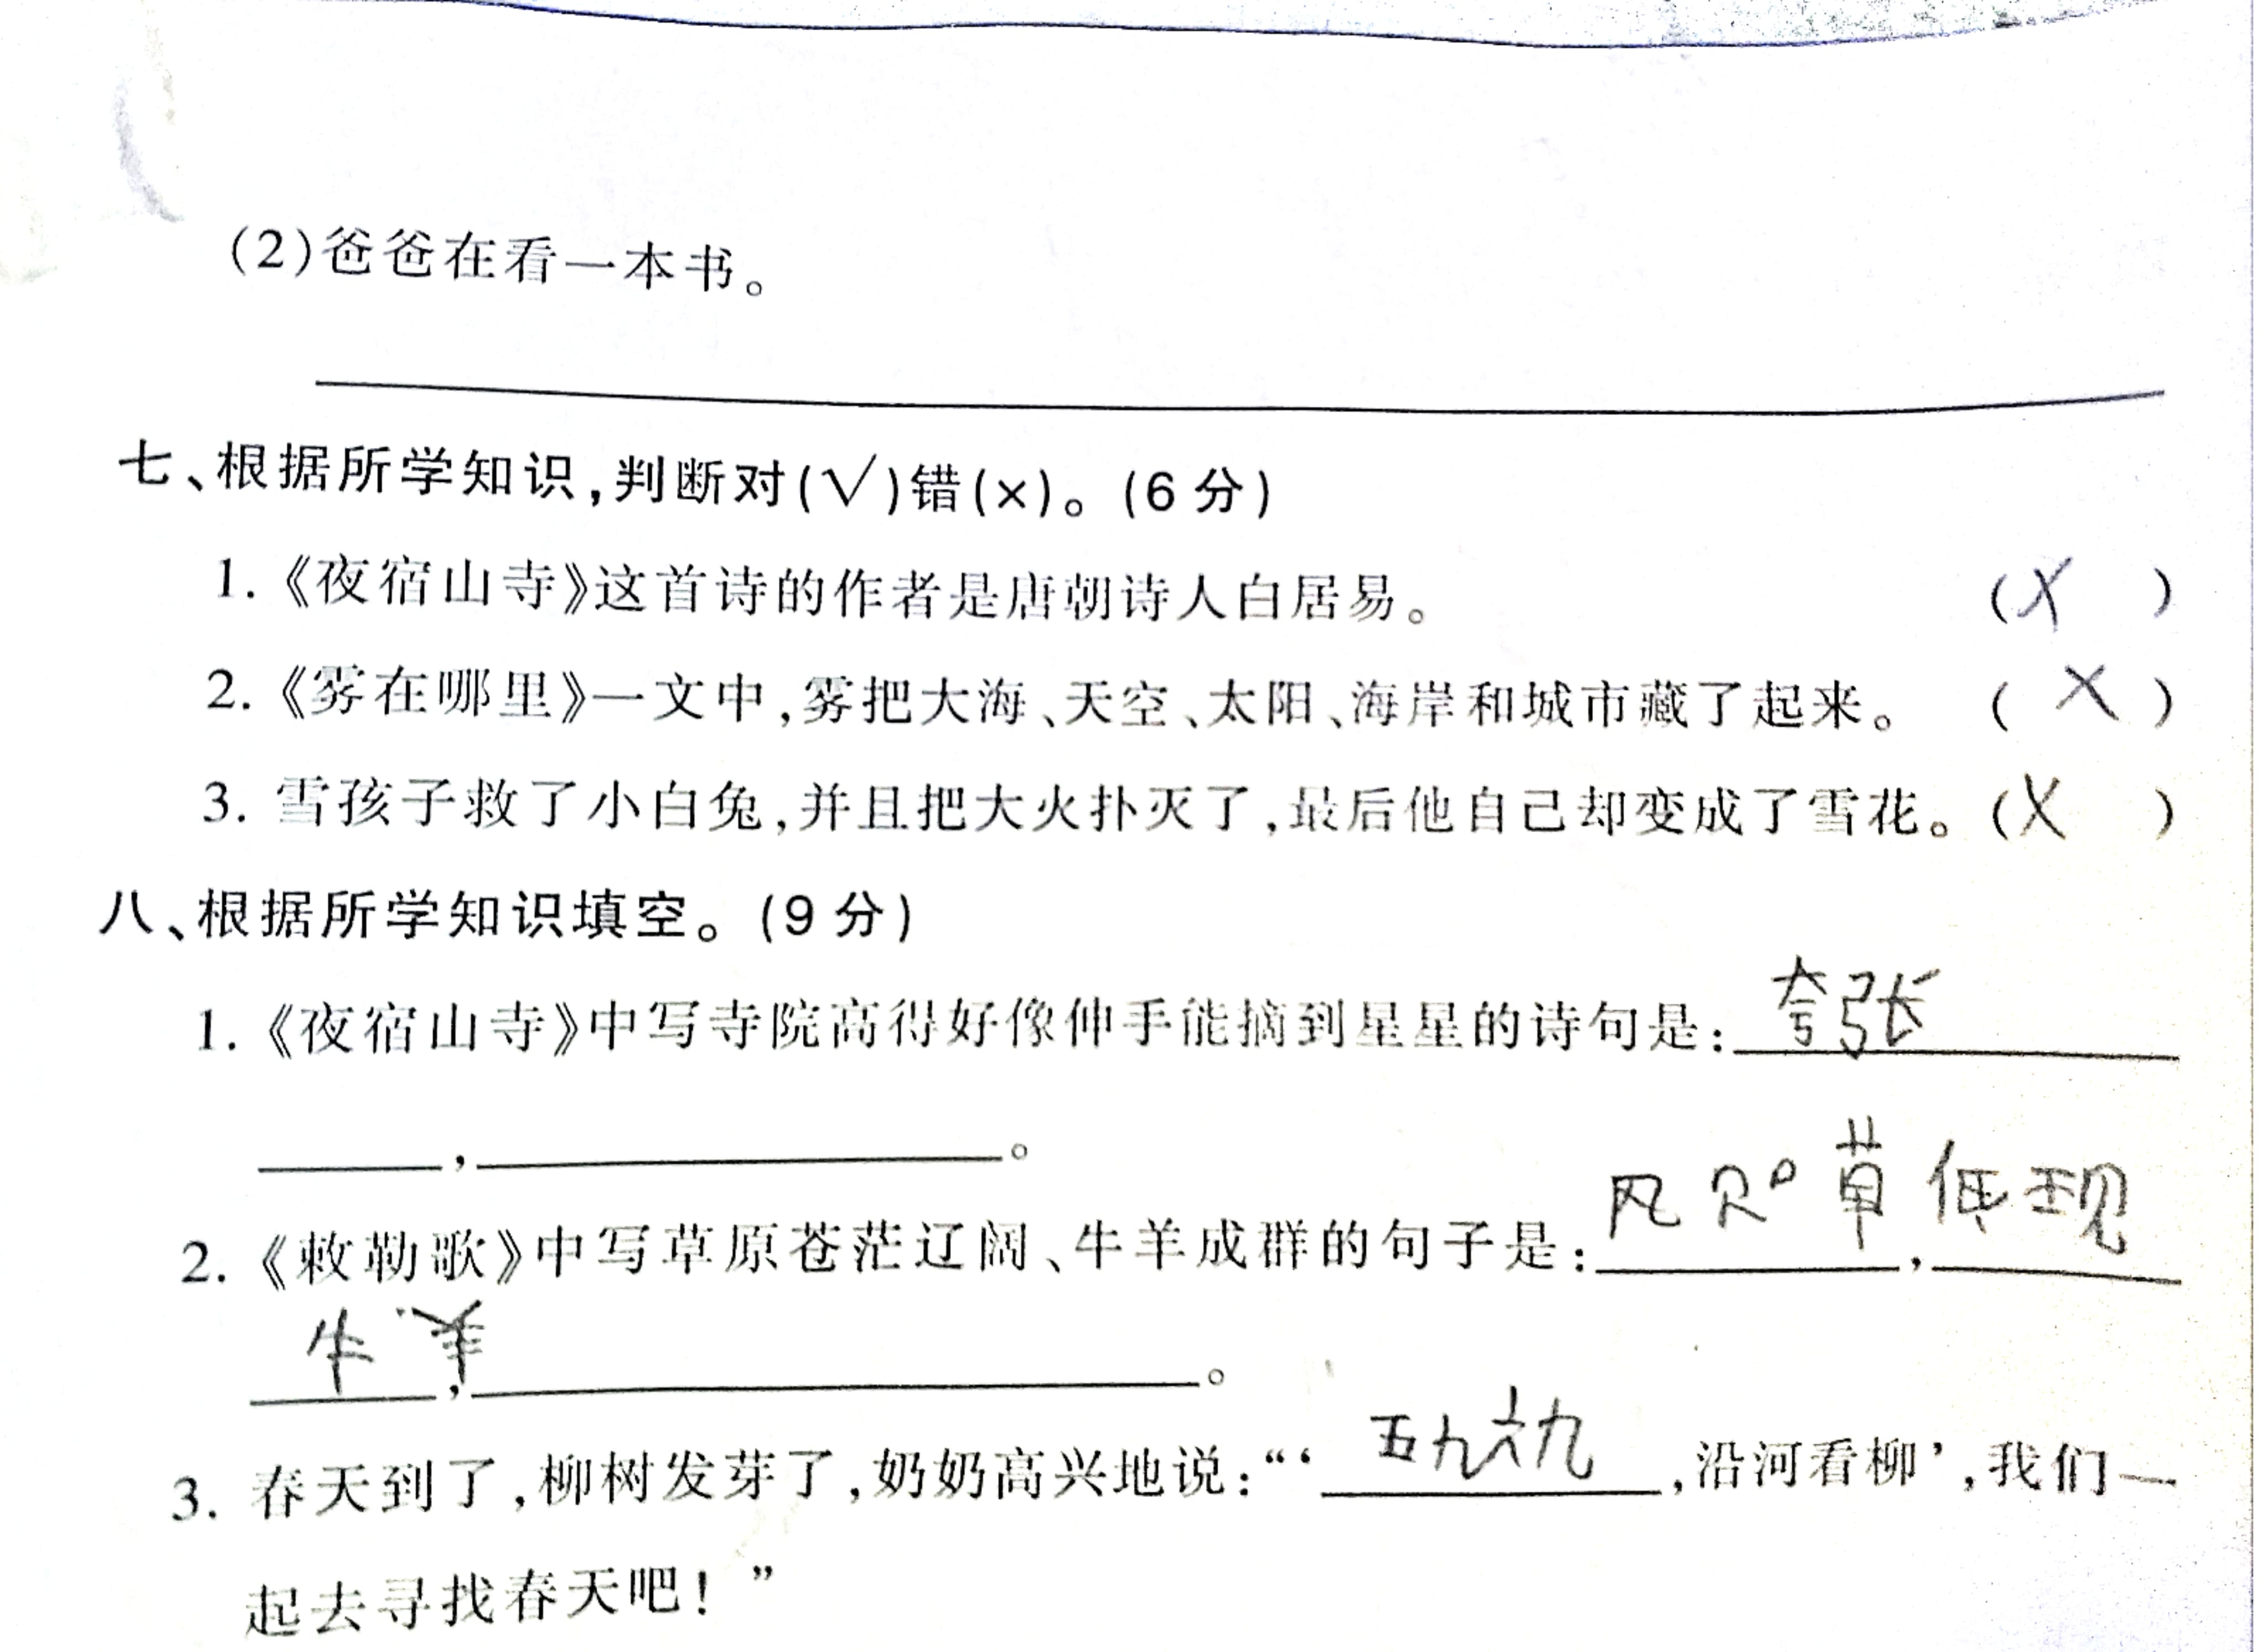 (2)爸爸在看一本书。
七、根据所学知识,判断对(√)错(×)。(6分)
1.《夜宿山寺》这首诗的作者是唐朝诗人白居易。 (X)
2.《雾在哪里》一文中,雾把大海、天空、太阳、海岸和城市藏了起来。 (X)
3. 雪孩子救了小白兔,并且把大火扑灭了,最后他自己却变成了雪花。(X)
八、根据所学知识填空。(9分)
1.《夜宿山寺》中写寺院高得好像伸手能摘到星星的诗句是:夸张
,。
2.《敕勒歌》中写草原苍茫辽阔、牛羊成群的句子是:风 草,低现
牛羊,。
3. 春天到了,柳树发芽了,奶奶高兴地说:“‘五九六九,沿河看柳’,我们一
起去寻找春天吧！”